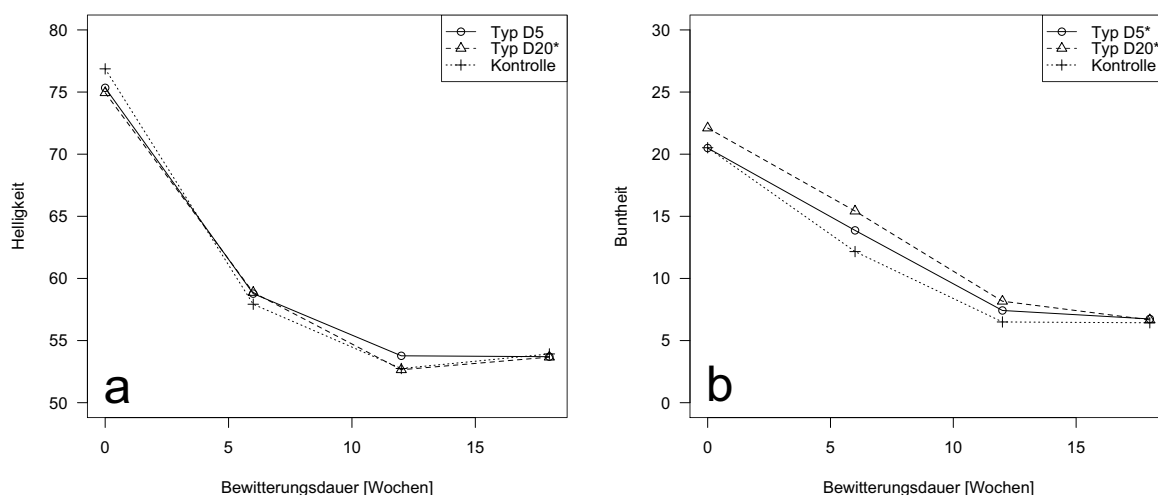 80
75
70
65
60
55
50
Helligkeit
Typ D5
Typ D20*
Kontrolle
a
0
5
10
15
Bewitterungsdauer [Wochen]
30
25
20
15
10
5
0
Buntheit
Typ D5*
Typ D20*
Kontrolle
b
0
5
10
15
Bewitterungsdauer [Wochen]